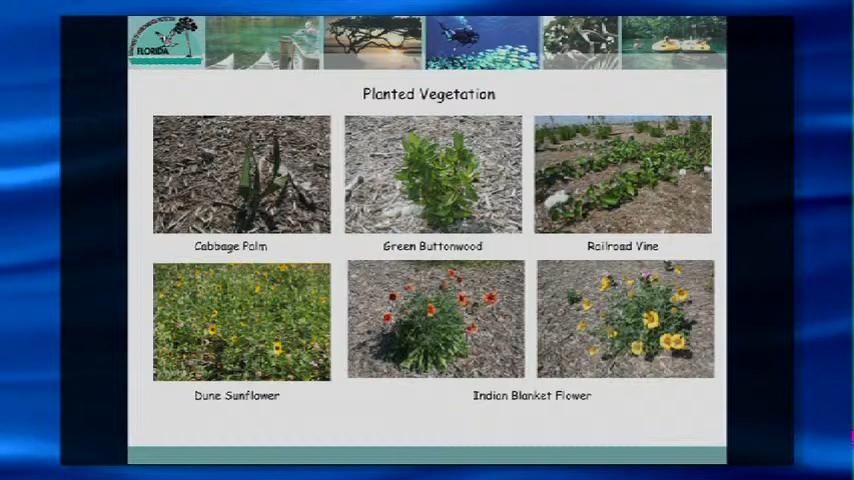 FLORIDA
Planted Vegetation
Cabbage Palm
Green Buttonwood
Railroad Vine
Dune Sunflower
Indian Blanket Flower